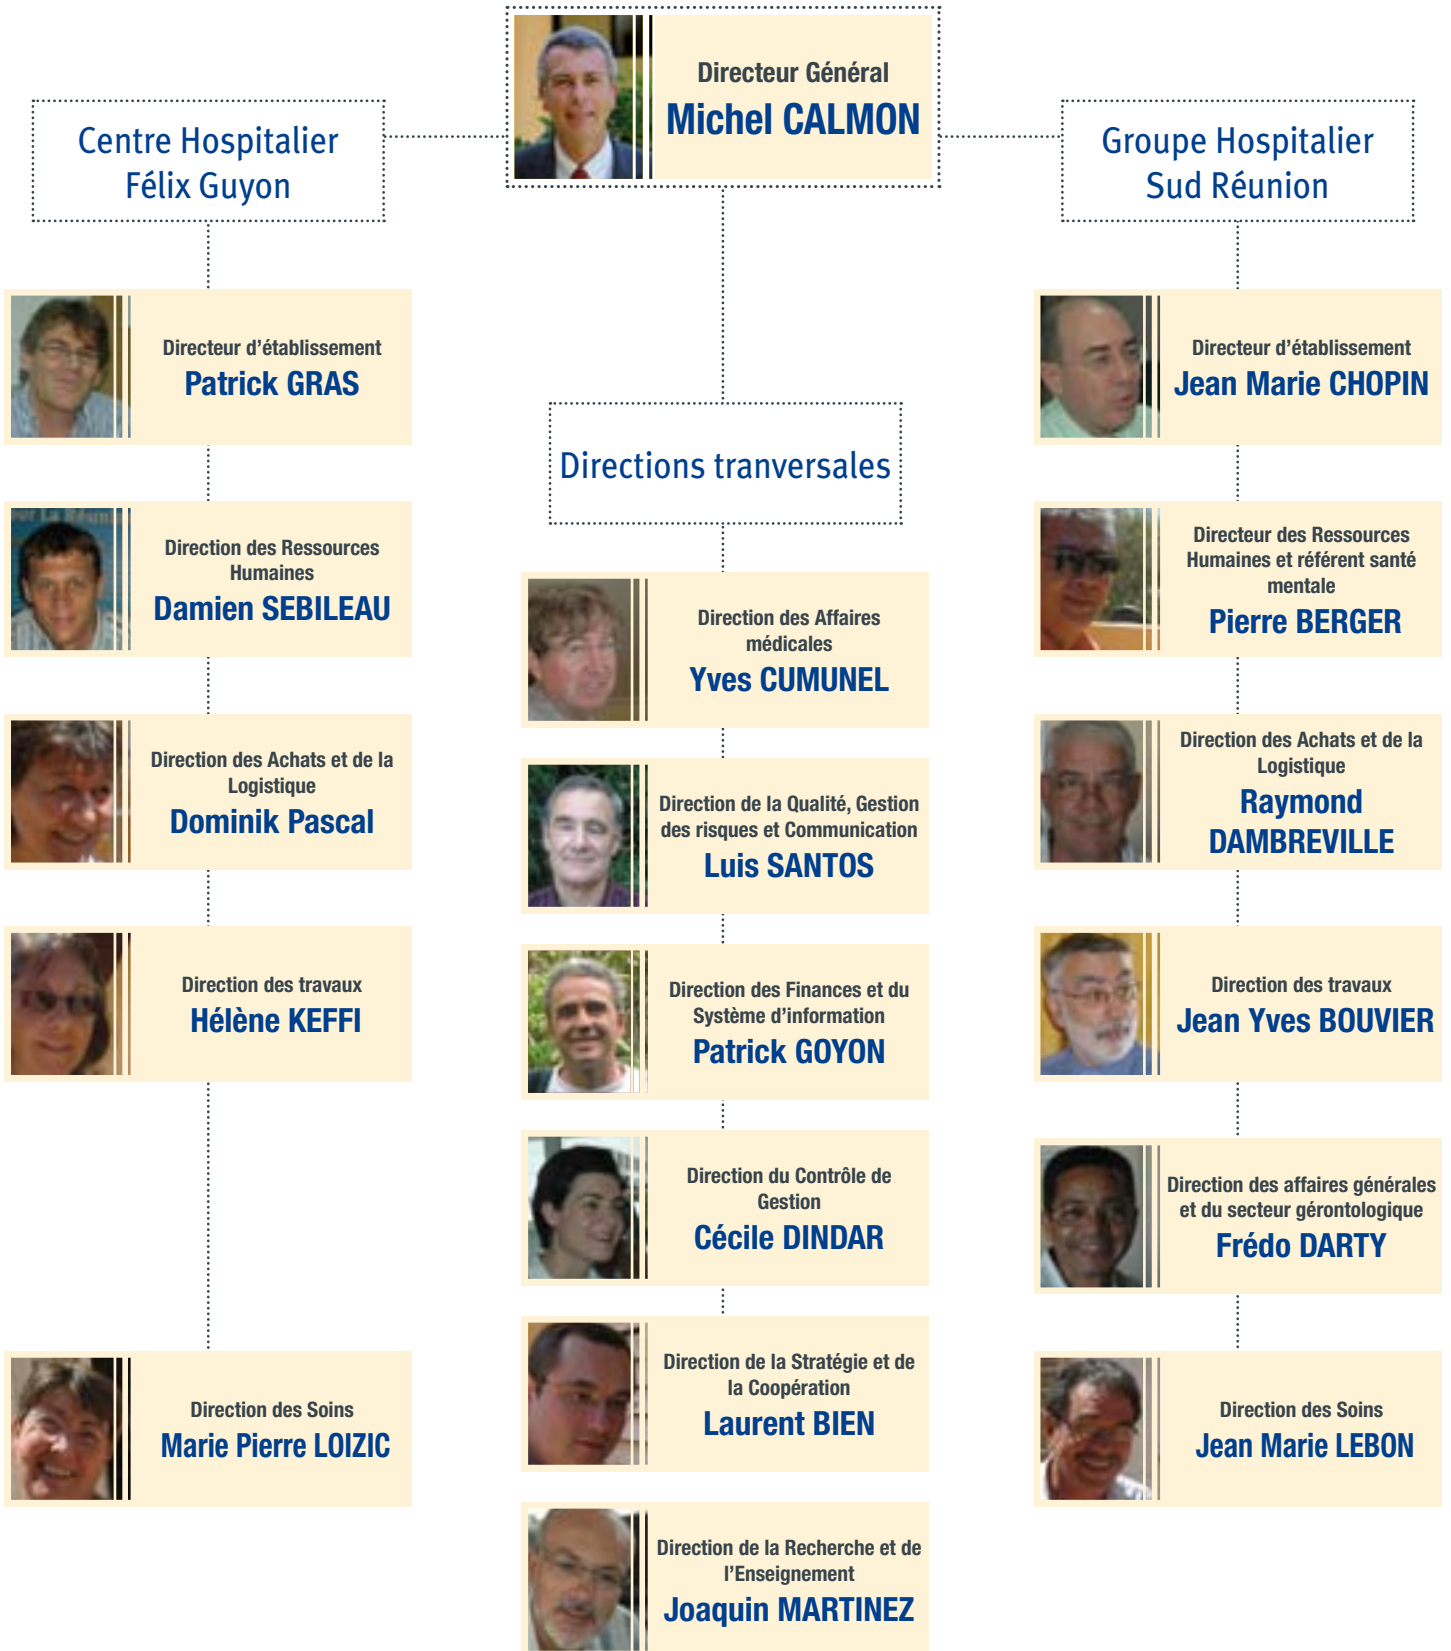 Directeur Général
Michel CALMON
Centre Hospitalier
Félix Guyon
Directeur d’établissement
Patrick GRAS
Direction des Ressources
Humaines
Damien SEBILEAU
Direction des Achats et de la
Logistique
Dominik Pascal
Direction des travaux
Hélène KEFFI
Direction des Soins
Marie Pierre LOIZIC
Directions tranversales
Direction des Affaires
médicales
Yves CUMUNEL
Direction de la Qualité, Gestion
des risques et Communication
Luis SANTOS
Direction des Finances et du
Système d’information
Patrick GOYON
Direction du Contrôle de
Gestion
Cécile DINDAR
Direction de la Stratégie et de
la Coopération
Laurent BIEN
Direction de la Recherche et de
l’Enseignement
Joaquin MARTINEZ
Groupe Hospitalier
Sud Réunion
Directeur d’établissement
Jean Marie CHOPIN
Directeur des Ressources
Humaines et référent santé
mentale
Pierre BERGER
Direction des Achats et de la
Logistique
Raymond
DAMBREVILLE
Direction des travaux
Jean Yves BOUVIER
Direction des affaires générales
et du secteur gérontologique
Frédo DARTY
Direction des Soins
Jean Marie LEBON